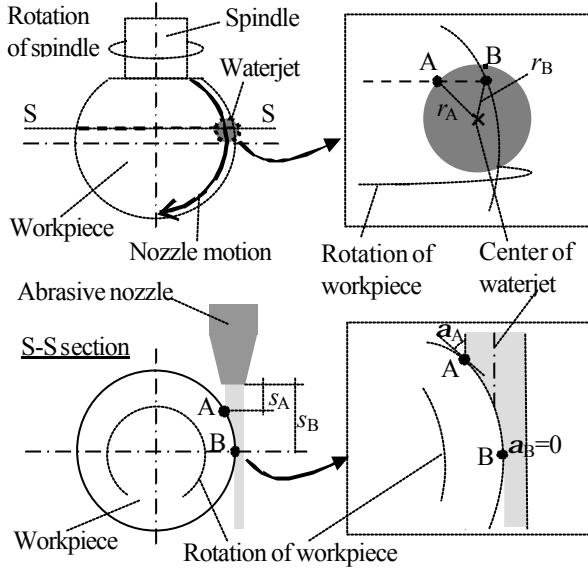 Rotation
of spindle
Spindle
Waterjet
S
S
Workpiece
Nozzle motion
A
B
rA
rB
Rotation of
workpiece
Center of
waterjet
Abrasive nozzle
S-S section
A
B
sA
sB
Workpiece
Rotation of workpiece
aA
A
B
aB=0